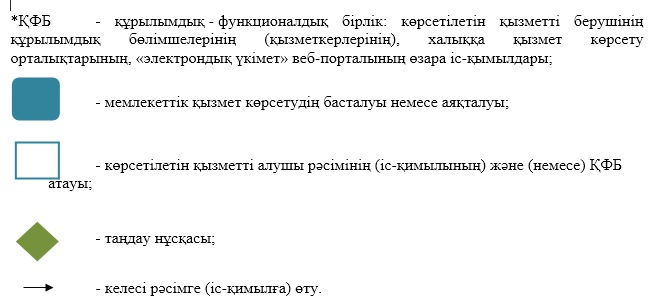 *ҚФБ - құрылымдық - функционалдық бірлік: көрсетілетін қызметті берушінің
құрылымдық бөлімшелерінің (қызметкерлерінің), халыққа қызмет көрсету
орталықтарының, «электрондық үкімет» веб-порталының өзара іс-қымылдары;
- мемлекеттік қызмет көрсетудің басталуы немесе аяқталуы;
- көрсетілетін қызметті алушы рәсімінің (іс-қимылының) және (немесе) ҚФБ
атауы;
- таңдау нұсқасы;
- келесі рәсімге (іс-қимылға) өту.